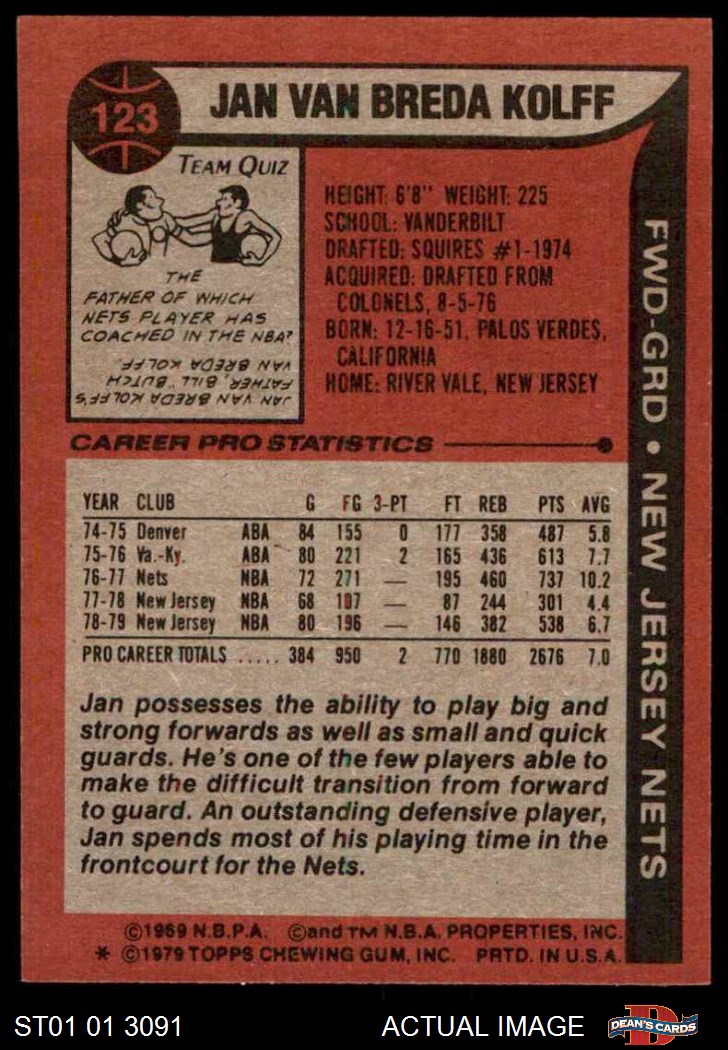 123
JAN VAN BREDA KOLFF
TEAM QUIZ
THE
FATHER OF WHICH
NETS PLAYER HAS
COACHED IN THE NBA?
JAN VAN BREDA KOLFF'S
FATHER, BILL "BUTCH"
VAN BREDA KOLFF.
HEIGHT: 6'8" WEIGHT: 225
SCHOOL: VANDERBILT
DRAFTED: SQUIRES #1-1974
ACQUIRED: DRAFTED FROM
COLONELS, 8-5-76
BORN: 12-16-51, PALOS VERDES,
CALIFORNIA
HOME: RIVER VALE, NEW JERSEY
FWD-GRD • NEW JERSEY NETS
CAREER PRO STATISTICS
YEAR CLUB G FG 3-PT FT REB PTS AVG
74-75 Denver ABA 84 155 0 177 358 487 5.8
75-76 Va.-Ky. ABA 80 221 2 165 436 613 7.7
76-77 Nets NBA 72 271 — 195 460 737 10.2
77-78 New Jersey NBA 68 107 — 87 244 301 4.4
78-79 New Jersey NBA 80 196 — 146 382 538 6.7
PRO CAREER TOTALS ..... 384 950 2 770 1880 2676 7.0
Jan possesses the ability to play big and
strong forwards as well as small and quick
guards. He's one of the few players able to
make the difficult transition from forward
to guard. An outstanding defensive player,
Jan spends most of his playing time in the
frontcourt for the Nets.
©1969 N.B.P.A. ©and TM N.B.A. PROPERTIES, INC.
* ©1979 TOPPS CHEWING GUM, INC. PRTD. IN U.S.A.
ST01 01 3091 ACTUAL IMAGE
D
DEAN'S CARDS